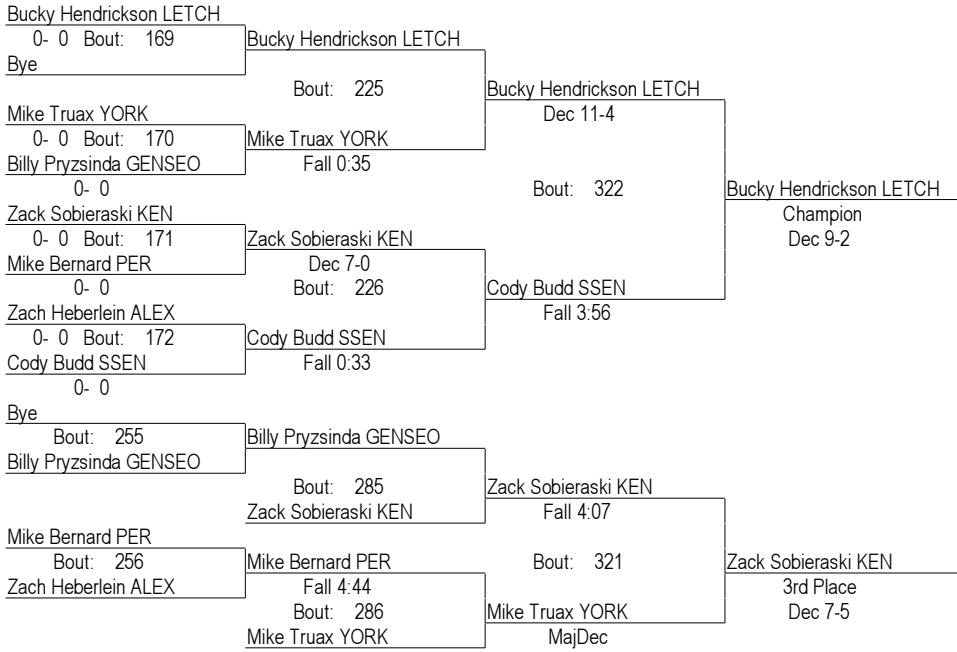 Bucky Hendrickson LETCH
0- 0 Bout: 169
Bucky Hendrickson LETCH
Bye
Bout: 225
Bucky Hendrickson LETCH
Mike Truax YORK
Dec 11-4
0- 0 Bout: 170
Mike Truax YORK
Billy Pryzsinda GENSEO
Fall 0:35
0- 0
Bout: 322
Bucky Hendrickson LETCH
Zack Sobieraski KEN
Champion
0- 0 Bout: 171
Zack Sobieraski KEN
Dec 9-2
Mike Bernard PER
Dec 7-0
0- 0
Bout: 226
Cody Budd SSEN
Zach Heberlein ALEX
Fall 3:56
0- 0 Bout: 172
Cody Budd SSEN
Cody Budd SSEN
Fall 0:33
0- 0
Bye
Bout: 255
Billy Pryzsinda GENSEO
Billy Pryzsinda GENSEO
Bout: 285
Zack Sobieraski KEN
Zack Sobieraski KEN
Fall 4:07
Mike Bernard PER
Bout: 256
Mike Bernard PER
Bout: 321
Zack Sobieraski KEN
Zach Heberlein ALEX
Fall 4:44
3rd Place
Bout: 286
Mike Truax YORK
Dec 7-5
Mike Truax YORK
MajDec